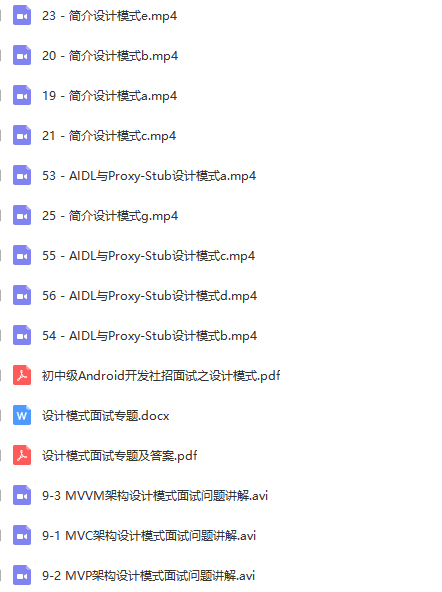 23 - 简介设计模式e.mp4
20 - 简介设计模式b.mp4
19 - 简介设计模式a.mp4
21 - 简介设计模式c.mp4
53 - AIDL与Proxy-Stub设计模式a.mp4
25 - 简介设计模式g.mp4
55 - AIDL与Proxy-Stub设计模式c.mp4
56 - AIDL与Proxy-Stub设计模式d.mp4
54 - AIDL与Proxy-Stub设计模式b.mp4
初中级Android开发社招面试之设计模式.pdf
W 设计模式面试专题.docx
设计模式面试专题及答案.pdf
9-3 MVVM架构设计模式面试问题讲解.avi
9-1 MVC架构设计模式面试问题讲解.avi
9-2 MVP架构设计模式面试问题讲解.avi